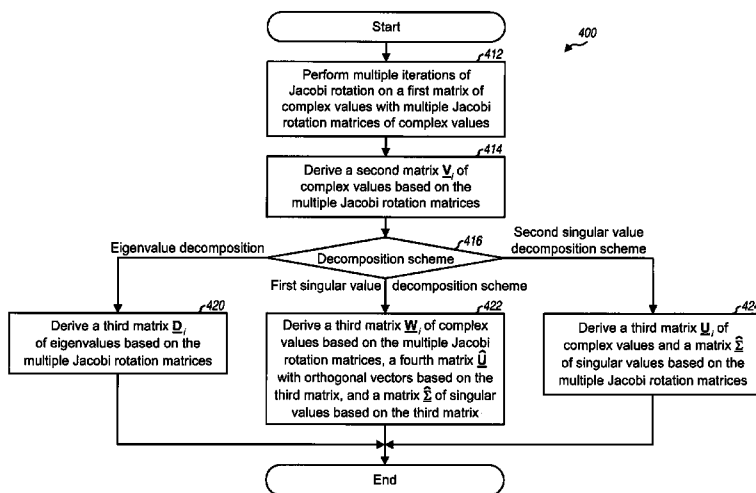 Start
400
412
Perform multiple iterations of
Jacobi rotation on a first matrix of
complex values with multiple Jacobi
rotation matrices of complex values
414
Derive a second matrix V_i of
complex values based on the
multiple Jacobi rotation matrices
416
Decomposition scheme
Eigenvalue decomposition
First singular value decomposition scheme
Second singular value
decomposition scheme
420
Derive a third matrix D_i
of eigenvalues based on the
multiple Jacobi rotation matrices
422
Derive a third matrix W_i of complex
values based on the multiple Jacobi
rotation matrices, a fourth matrix Û
with orthogonal vectors based on the
third matrix, and a matrix Σ̂ of singular
values based on the third matrix
424
Derive a third matrix U_i of
complex values and a matrix Σ̂
of singular values based on the
multiple Jacobi rotation matrices
End